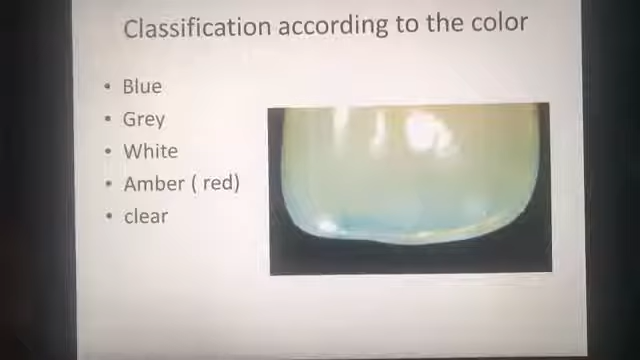 Classification according to the color
• Blue
• Grey
• White
• Amber ( red)
• clear